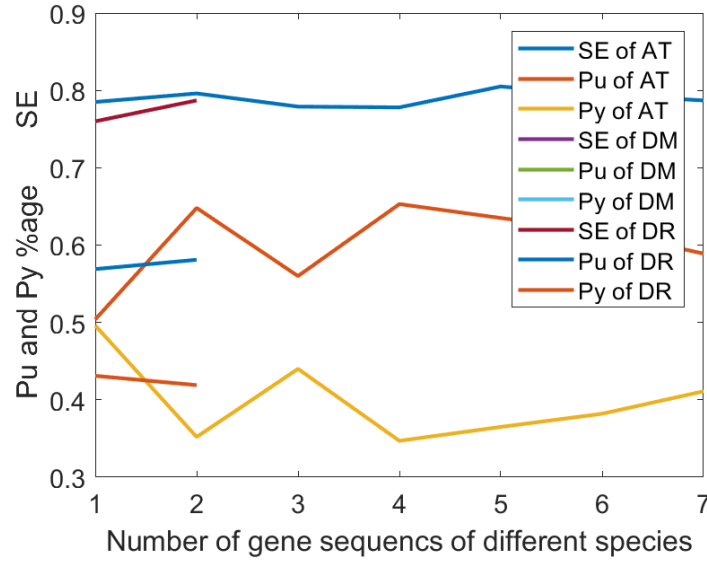 0.9
0.8
0.7
0.6
0.5
0.4
0.3
Pu and Py %age SE
SE of AT
Pu of AT
Py of AT
SE of DM
Pu of DM
Py of DM
SE of DR
Pu of DR
Py of DR
1 2 3 4 5 6 7
Number of gene sequencs of different species